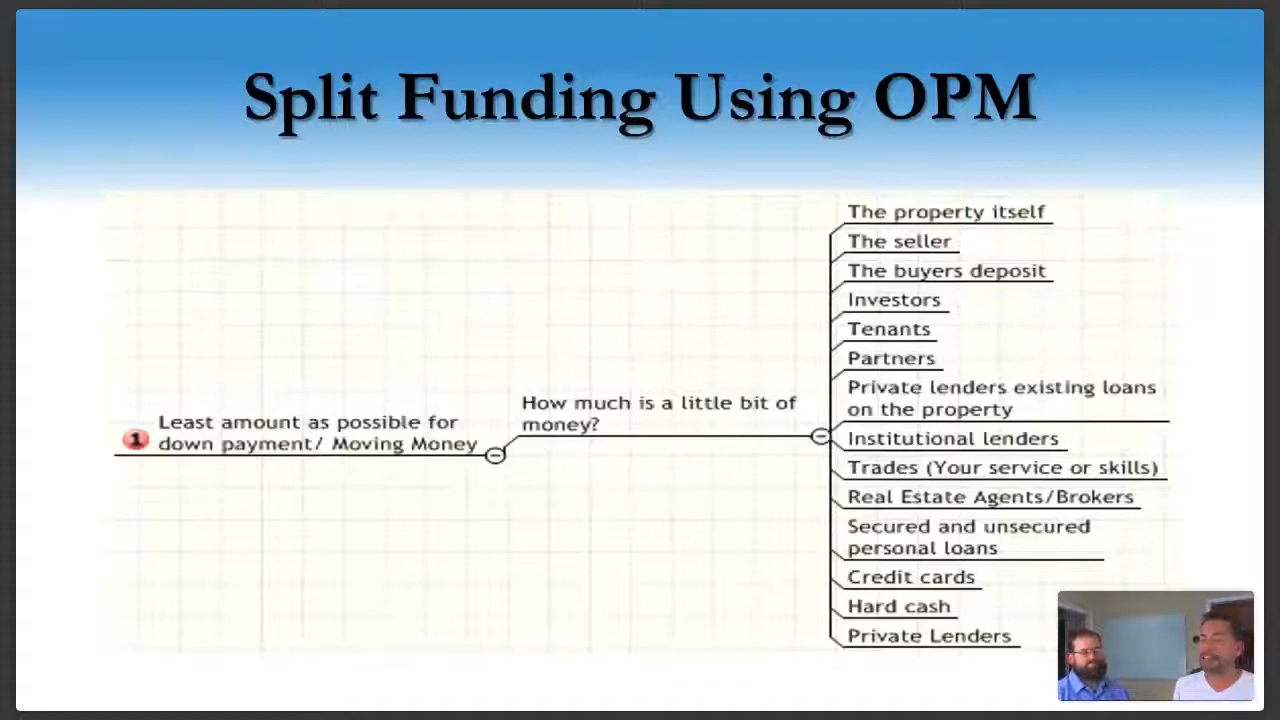 Split Funding Using OPM
1 Least amount as possible for
down payment/ Moving Money
How much is a little bit of
money?
The property itself
The seller
The buyers deposit
Investors
Tenants
Partners
Private lenders existing loans
on the property
Institutional lenders
Trades (Your service or skills)
Real Estate Agents/Brokers
Secured and unsecured
personal loans
Credit cards
Hard cash
Private Lenders